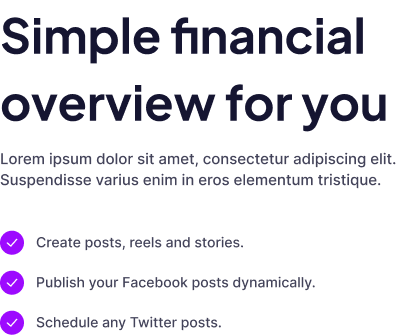 Simple financial
overview for you
Lorem ipsum dolor sit amet, consectetur adipiscing elit.
Suspendisse varius enim in eros elementum tristique.
Create posts, reels and stories.
Publish your Facebook posts dynamically.
Schedule any Twitter posts.